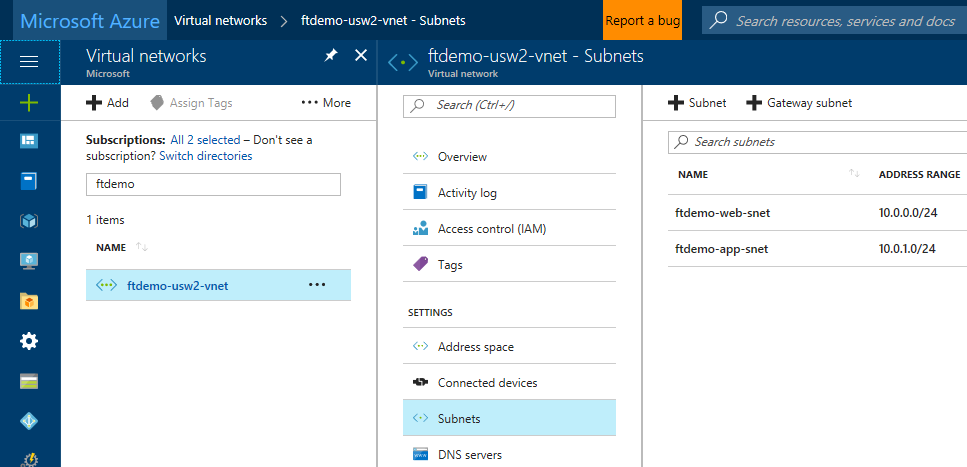 Microsoft Azure
Virtual networks > ftdemo-usw2-vnet - Subnets
Report a bug
Search resources, services and docs
Virtual networks
Microsoft
Add
Assign Tags
More
Subscriptions: All 2 selected – Don't see a
subscription? Switch directories
ftdemo
1 items
NAME
ftdemo-usw2-vnet
ftdemo-usw2-vnet - Subnets
Virtual network
Search (Ctrl+/)
Overview
Activity log
Access control (IAM)
Tags
SETTINGS
Address space
Connected devices
Subnets
DNS servers
Subnet
Gateway subnet
Search subnets
NAME ADDRESS RANGE
ftdemo-web-snet 10.0.0.0/24
ftdemo-app-snet 10.0.1.0/24